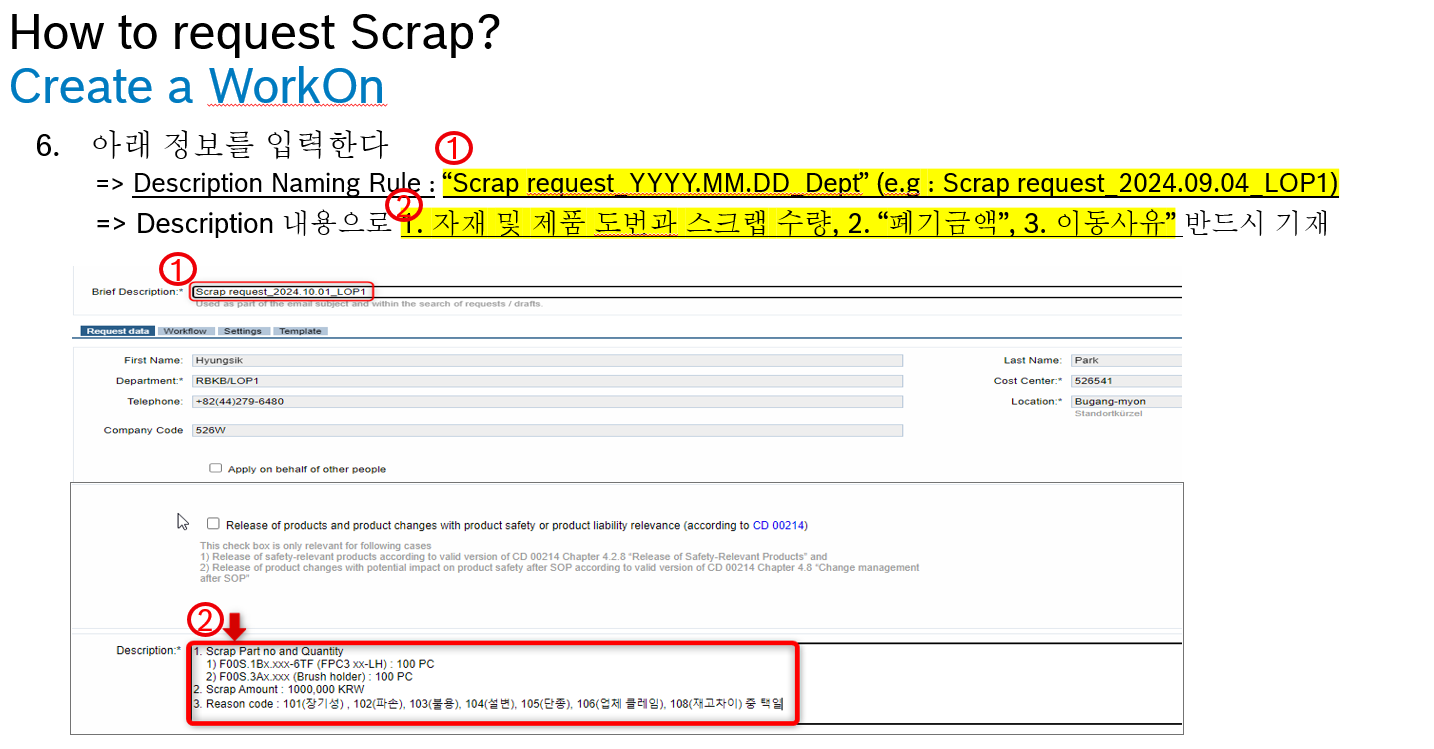 How to request Scrap?
Create a WorkOn
6. 아래 정보를 입력한다
①
=> Description Naming Rule : “Scrap request_YYYY.MM.DD_Dept” (e.g : Scrap request_2024.09.04_LOP1)
②
=> Description 내용으로 1. 자재 및 제품 도번과 스크랩 수량, 2. “폐기금액”, 3. 이동사유” 반드시 기재
①
Brief Description:* Scrap request_2024.10.01_LOP1
Used as part of the email subject and within the search of requests / drafts.
Request data Workflow Settings Template
First Name: Hyungsik Last Name: Park
Department:* RBKB/LOP1 Cost Center:* 526541
Telephone: +82(44)279-6480 Location:* Bugang-myon
Standortkürzel
Company Code 526W
Apply on behalf of other people
Release of products and product changes with product safety or product liability relevance (according to CD 00214)
This check box is only relevant for following cases
1) Release of safety-relevant products according to valid version of CD 00214 Chapter 4.2.8 “Release of Safety-Relevant Products” and
2) Release of product changes with potential impact on product safety after SOP according to valid version of CD 00214 Chapter 4.8 “Change management
after SOP”
②
Description:* 1. Scrap Part no and Quantity
1) F00S.1Bx.xxx-6TF (FPC3 xx-LH) : 100 PC
2) F00S.3Ax.xxx (Brush holder) : 100 PC
2. Scrap Amount : 1000,000 KRW
3. Reason code : 101(장기성) , 102(파손), 103(불용), 104(설변), 105(단종), 106(업체 클레임), 108(재고차이) 중 택일